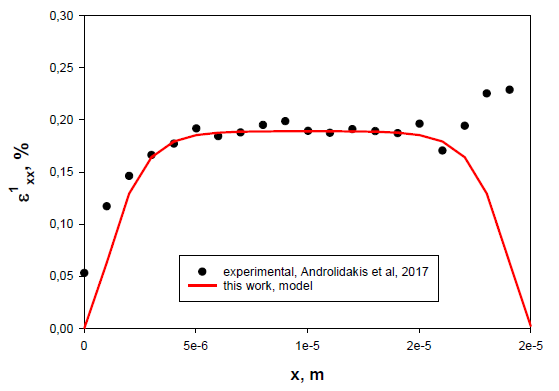 0,30
0,25
0,20
0,15
0,10
0,05
0,00
ε¹xx, %
experimental, Androlidakis et al, 2017
this work, model
0 5e-6 1e-5 2e-5 2e-5
x, m